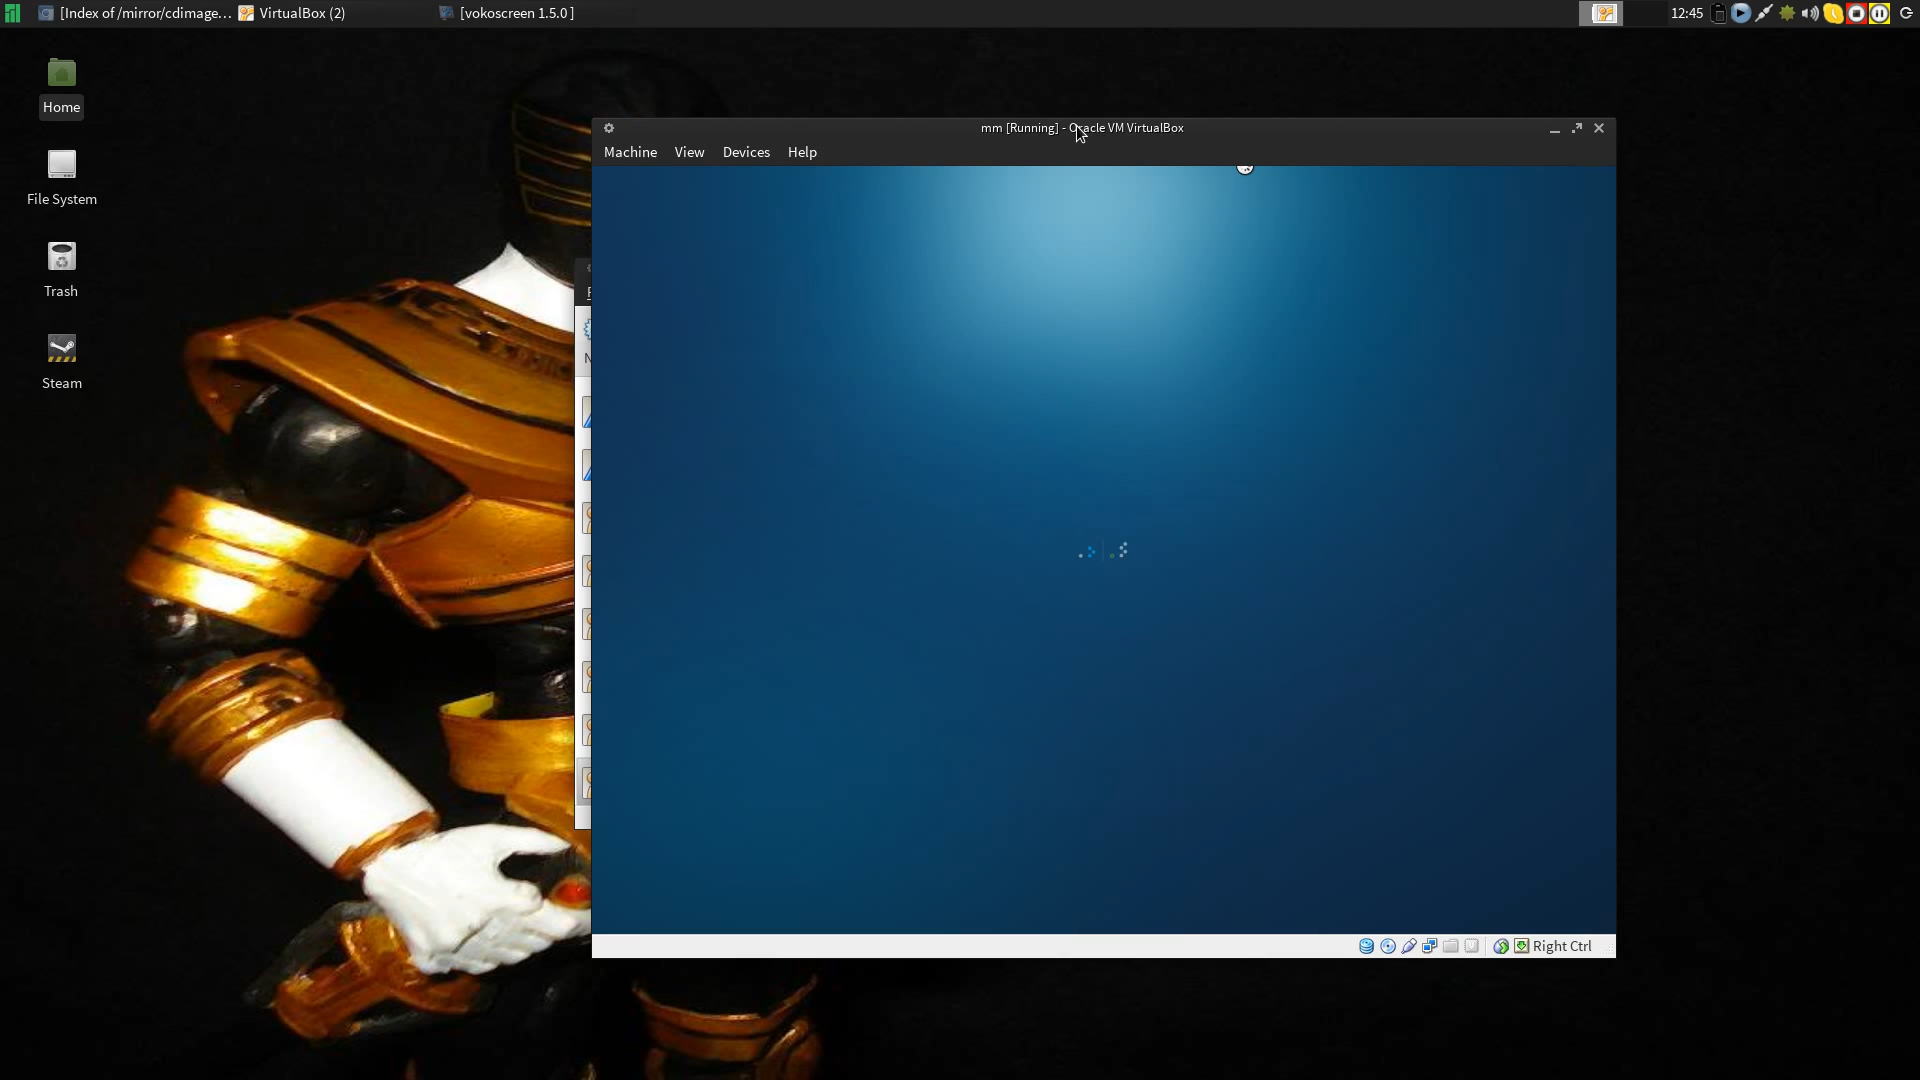 [Index of /mirror/cdimage...
VirtualBox (2)
[vokoscreen 1.5.0 ]
12:45
Home
File System
Trash
Steam
mm [Running] - Oracle VM VirtualBox
Machine View Devices Help
Right Ctrl